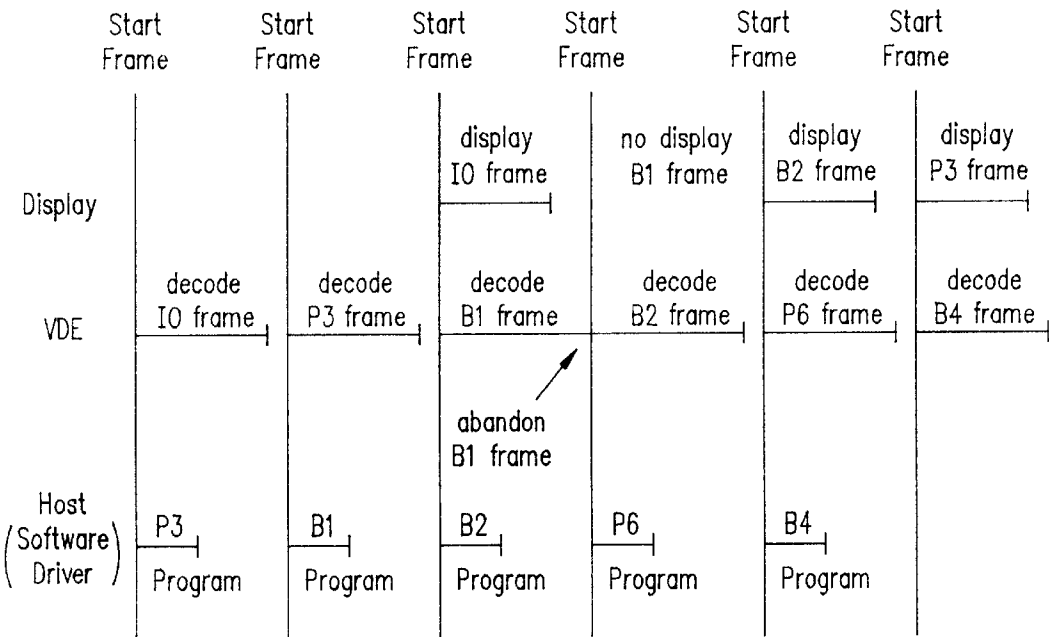 Start Start Start Start Start Start
Frame Frame Frame Frame Frame Frame
display no display display display
I0 frame B1 frame B2 frame P3 frame
Display
decode decode decode decode decode decode
I0 frame P3 frame B1 frame B2 frame P6 frame B4 frame
VDE
abandon
B1 frame
Host
(Software)
Driver
P3 B1 B2 P6 B4
Program Program Program Program Program